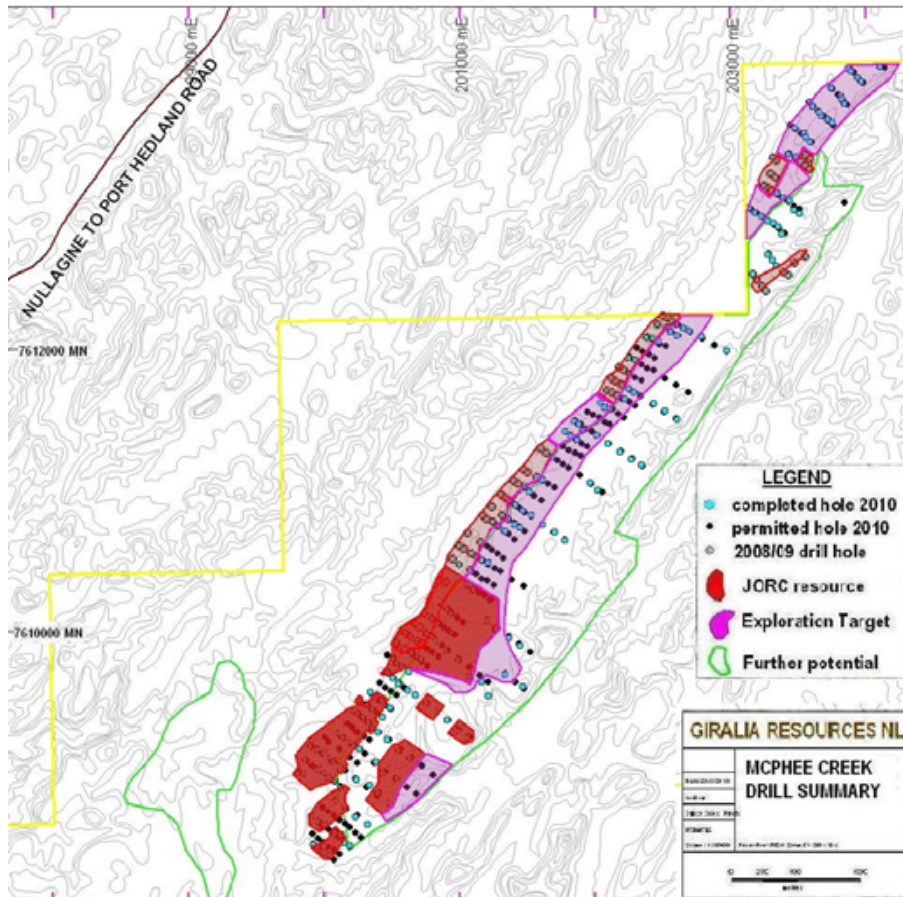 201000 mE
203000 mE
NULLAGINE TO PORT HEDLAND ROAD
7612000 MN
7610000 MN
LEGEND
completed hole 2010
permitted hole 2010
2008/09 drill hole
JORC resource
Exploration Target
Further potential
GIRALIA RESOURCES NL
MCPHEE CREEK
DRILL SUMMARY